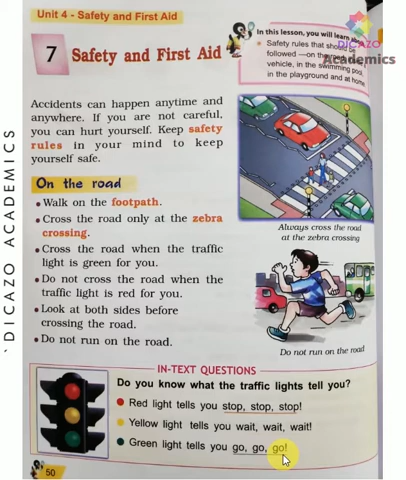 Unit 4 - Safety and First Aid
7 Safety and First Aid
In this lesson, you will learn about
• Safety rules that should be
followed —on the road, in
vehicle, in the swimming pool,
in the playground and at home
DICAZO
Academics
Accidents can happen anytime and
anywhere. If you are not careful,
you can hurt yourself. Keep safety
rules in your mind to keep
yourself safe.
On the road
• Walk on the footpath.
• Cross the road only at the zebra
crossing.
• Cross the road when the traffic
light is green for you.
• Do not cross the road when the
traffic light is red for you.
• Look at both sides before
crossing the road.
• Do not run on the road.
Always cross the road
at the zebra crossing
Do not run on the road
IN-TEXT QUESTIONS
Do you know what the traffic lights tell you?
• Red light tells you stop, stop, stop!
• Yellow light tells you wait, wait, wait!
• Green light tells you go, go, go!
50
`DICAZO ACADEMICS